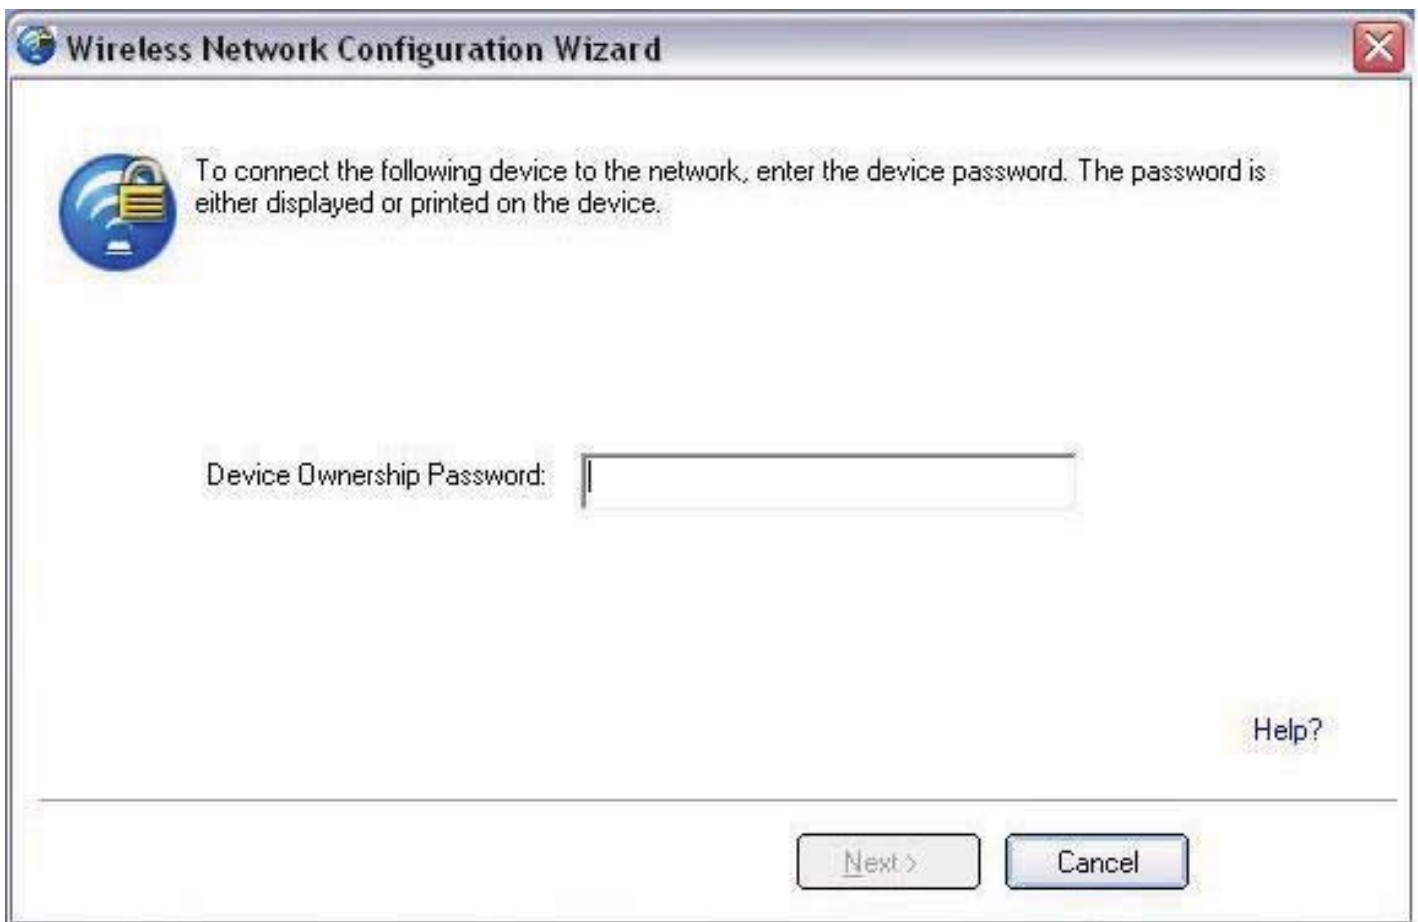 Wireless Network Configuration Wizard
To connect the following device to the network, enter the device password. The password is
either displayed or printed on the device.
Device Ownership Password:
Help?
Next >
Cancel